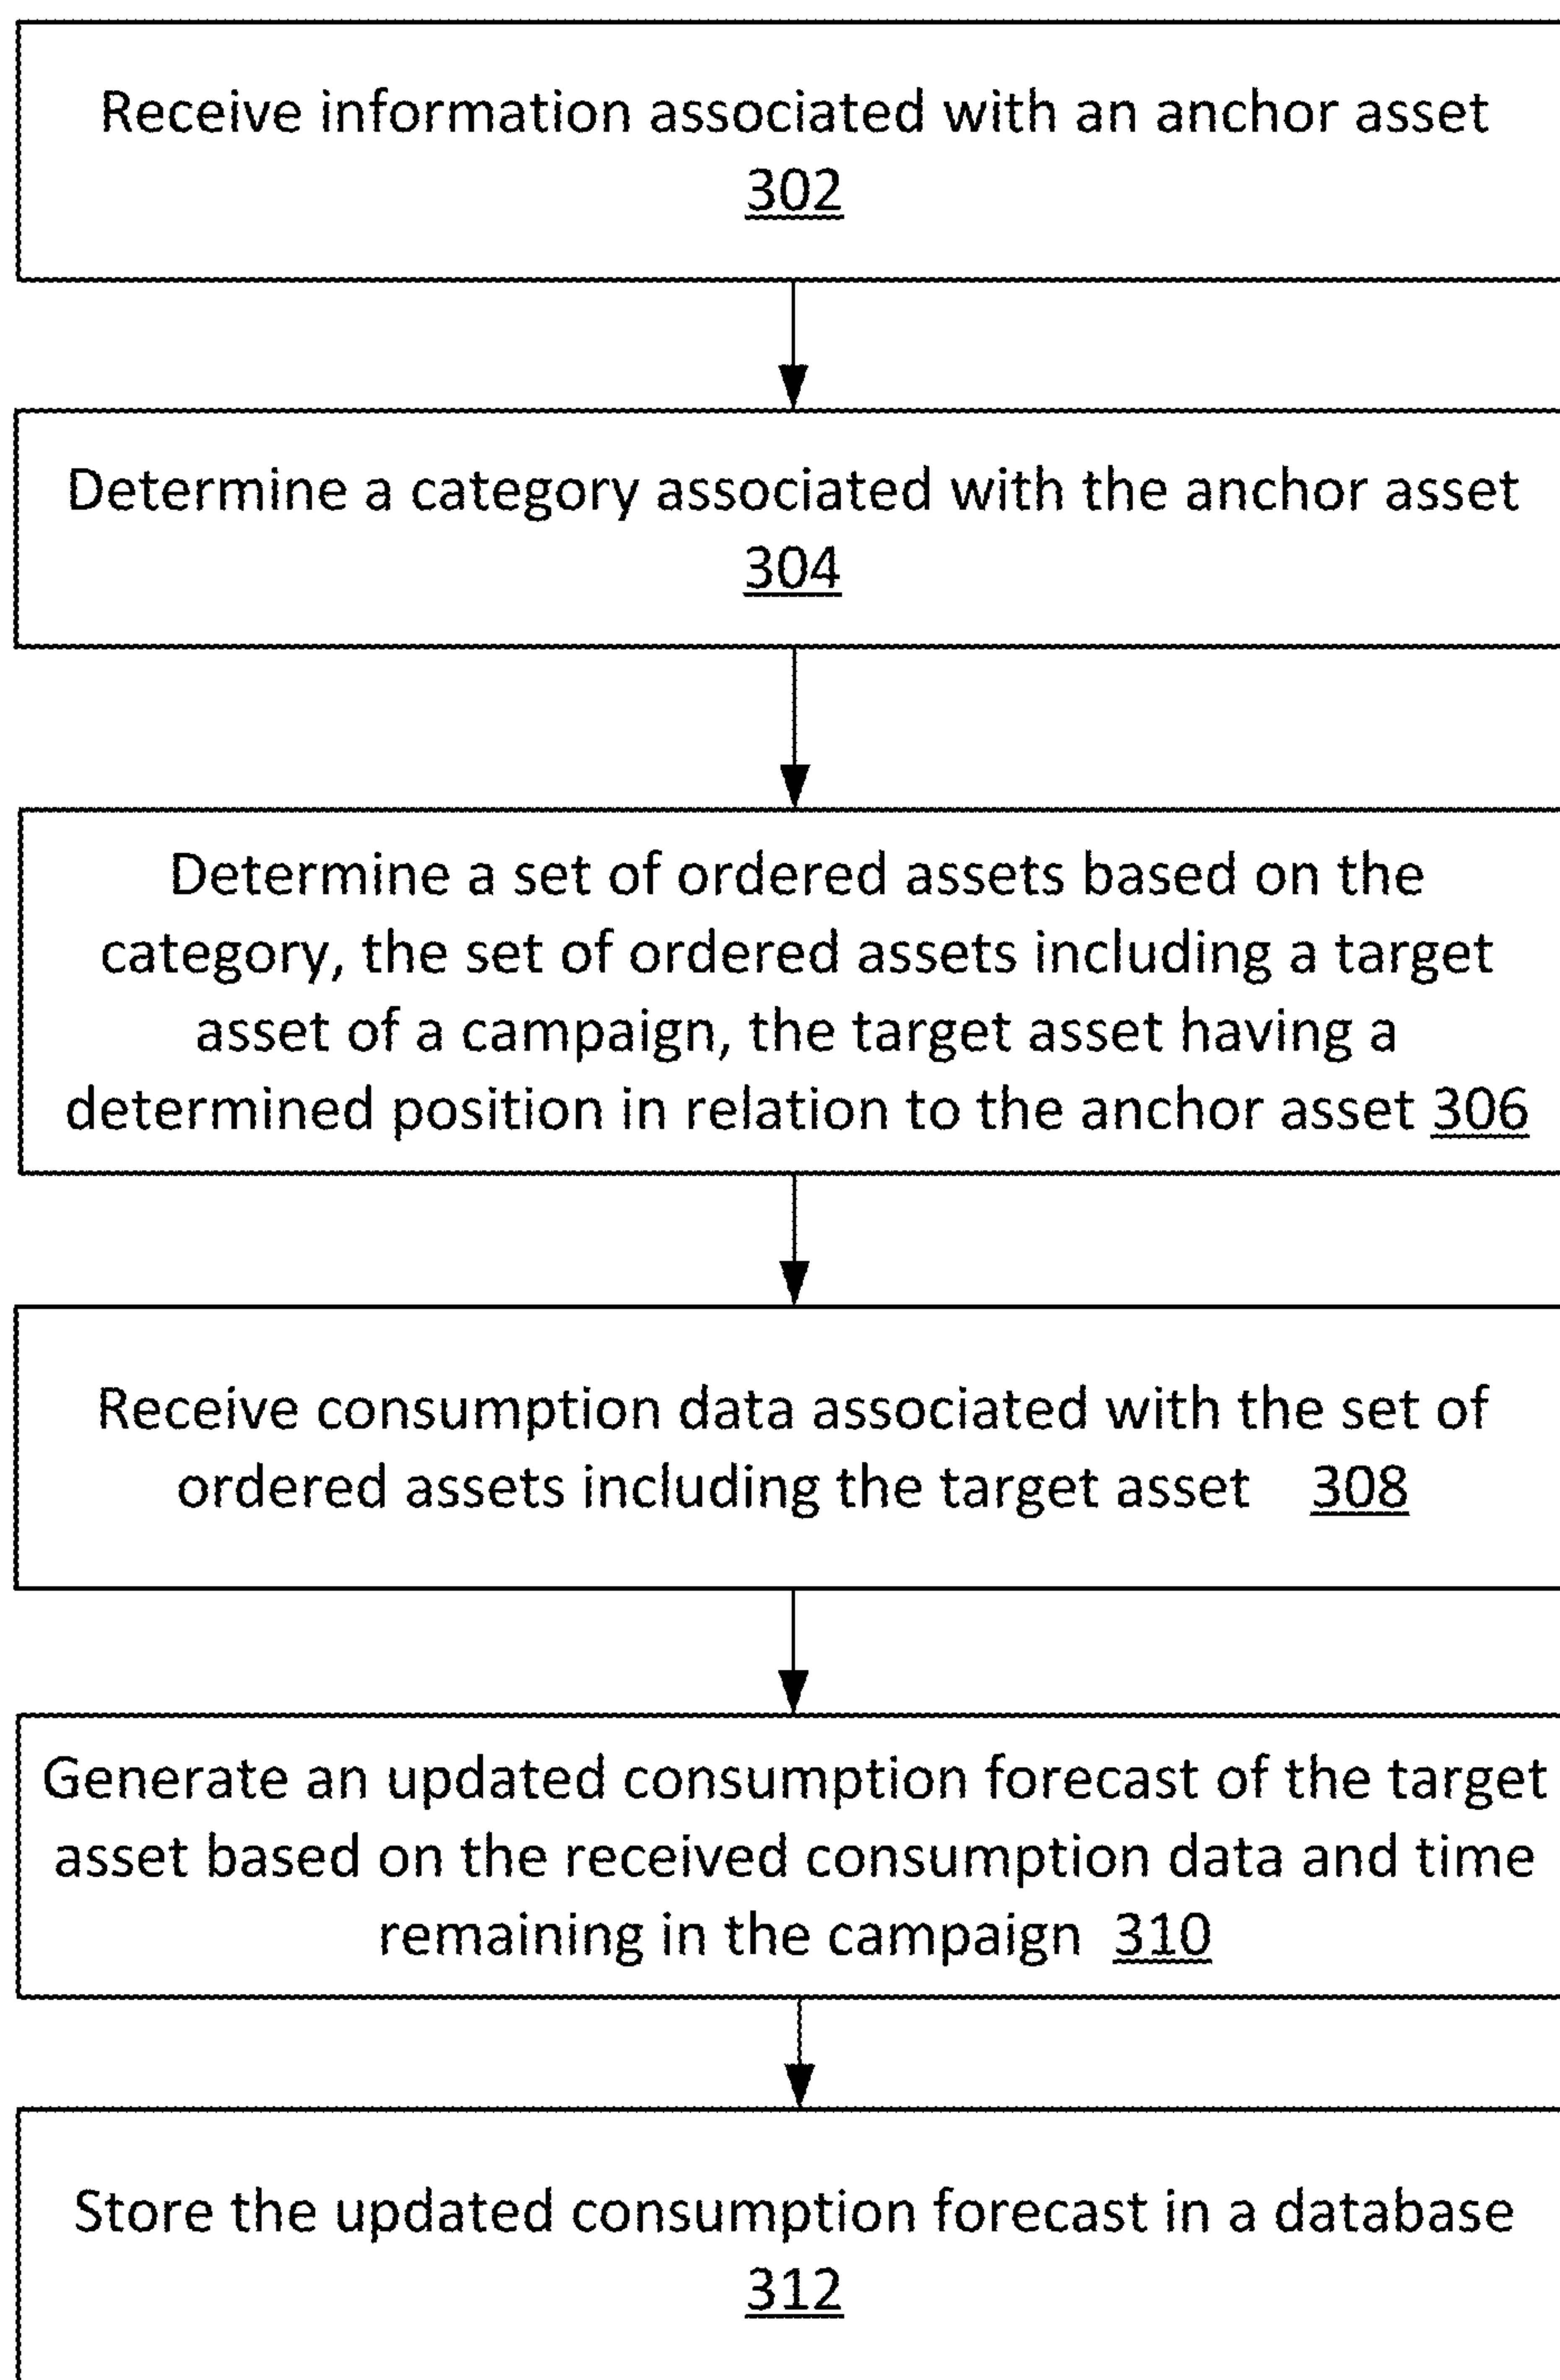 Receive information associated with an anchor asset
302
Determine a category associated with the anchor asset
304
Determine a set of ordered assets based on the
category, the set of ordered assets including a target
asset of a campaign, the target asset having a
determined position in relation to the anchor asset 306
Receive consumption data associated with the set of
ordered assets including the target asset 308
Generate an updated consumption forecast of the target
asset based on the received consumption data and time
remaining in the campaign 310
Store the updated consumption forecast in a database
312